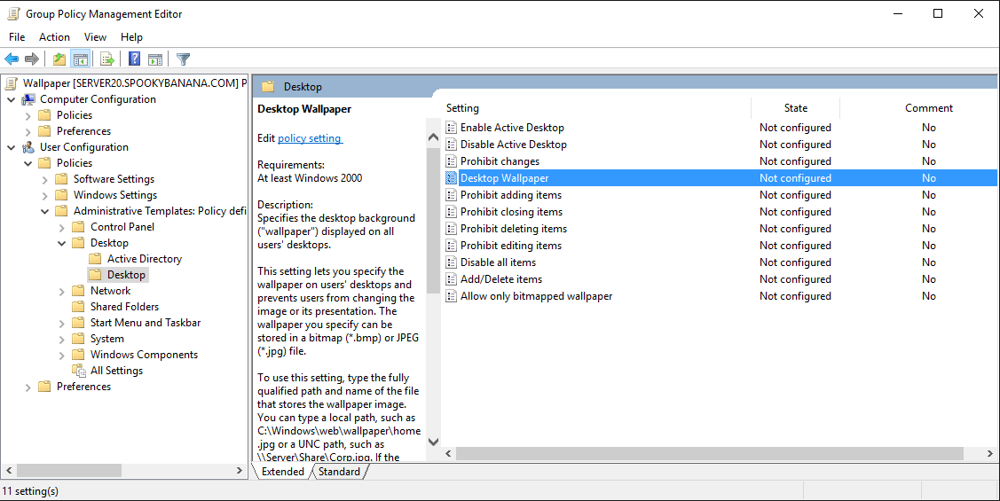 Group Policy Management Editor
File Action View Help
Wallpaper [SERVER20.SPOOKYBANANA.COM] P
Computer Configuration
Policies
Preferences
User Configuration
Policies
Software Settings
Windows Settings
Administrative Templates: Policy defi
Control Panel
Desktop
Active Directory
Desktop
Network
Shared Folders
Start Menu and Taskbar
System
Windows Components
All Settings
Preferences
Desktop
Desktop Wallpaper
Edit policy setting
Requirements:
At least Windows 2000
Description:
Specifies the desktop background
("wallpaper") displayed on all
users' desktops.
This setting lets you specify the
wallpaper on users' desktops and
prevents users from changing the
image or its presentation. The
wallpaper you specify can be
stored in a bitmap (*.bmp) or JPEG
(*.jpg) file.
To use this setting, type the fully
qualified path and name of the file
that stores the wallpaper image.
You can type a local path, such as
C:\Windows\web\wallpaper\home
.jpg or a UNC path, such as
\\Server\Share\Corp.jpg. If the
Setting State Comment
Enable Active Desktop Not configured No
Disable Active Desktop Not configured No
Prohibit changes Not configured No
Desktop Wallpaper Not configured No
Prohibit adding items Not configured No
Prohibit closing items Not configured No
Prohibit deleting items Not configured No
Prohibit editing items Not configured No
Disable all items Not configured No
Add/Delete items Not configured No
Allow only bitmapped wallpaper Not configured No
Extended Standard
11 setting(s)